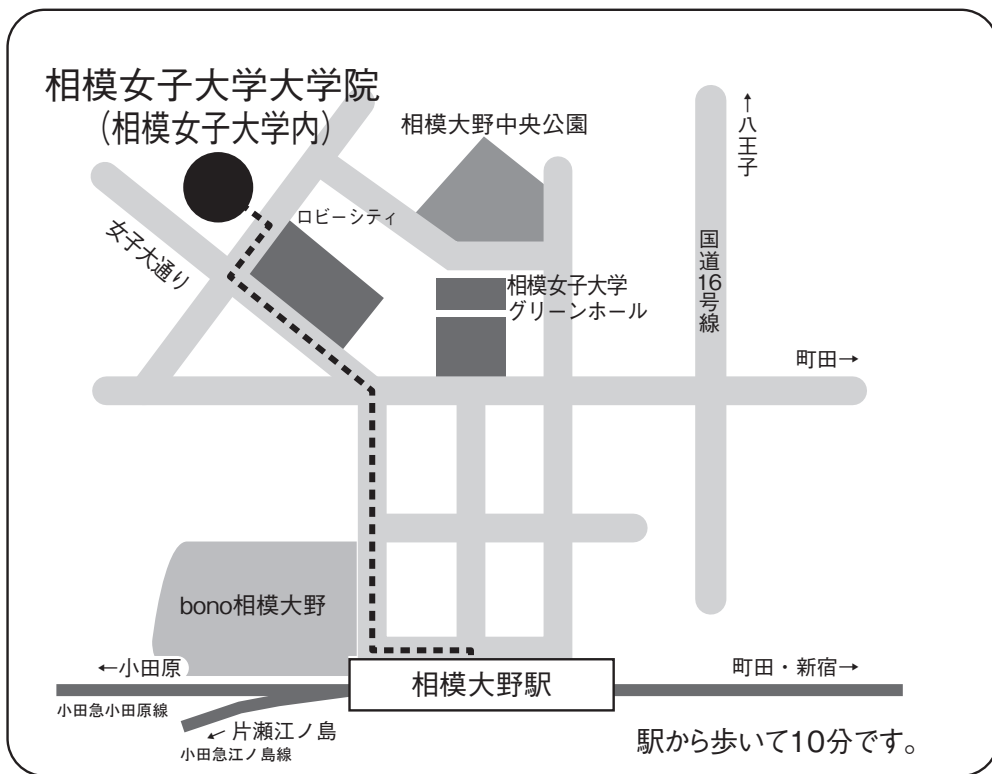 相模女子大学大学院
(相模女子大学内)
相模大野中央公園
↑八王子
ロビーシティ
女子大通り
国道16号線
相模女子大学
グリーンホール
町田→
bono相模大野
←小田原
相模大野駅
町田・新宿→
小田急小田原線
↙片瀬江ノ島
小田急江ノ島線
駅から歩いて10分です。